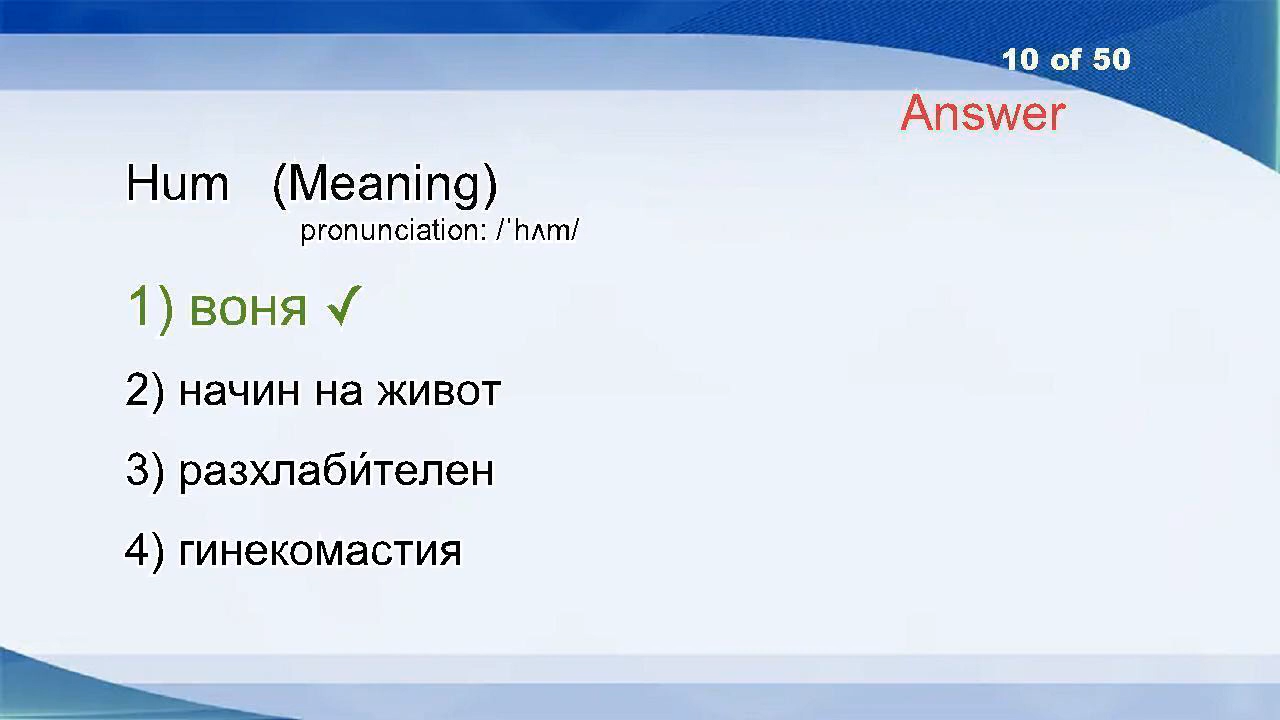 10 of 50
Answer
Hum (Meaning)
pronunciation: /ˈhʌm/
1) воня ✓
2) начин на живот
3) разхлаби́телен
4) гинекомастия